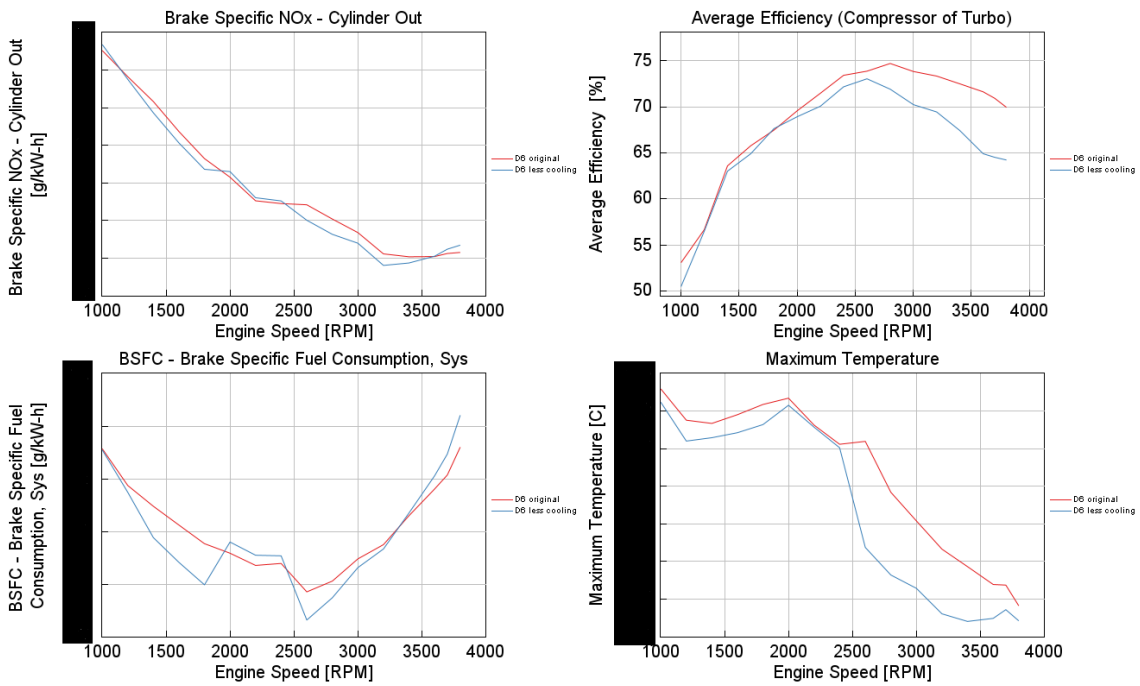 Brake Specific NOx - Cylinder Out
Brake Specific NOx - Cylinder Out
[g/kW-h]
1000 1500 2000 2500 3000 3500 4000
Engine Speed [RPM]
D6 original
D6 less cooling
Average Efficiency (Compressor of Turbo)
Average Efficiency [%]
75
70
65
60
55
50
1000 1500 2000 2500 3000 3500 4000
Engine Speed [RPM]
D6 original
D6 less cooling
BSFC - Brake Specific Fuel Consumption, Sys
BSFC - Brake Specific Fuel
Consumption, Sys [g/kW-h]
1000 1500 2000 2500 3000 3500 4000
Engine Speed [RPM]
D6 original
D6 less cooling
Maximum Temperature
Maximum Temperature [C]
1000 1500 2000 2500 3000 3500 4000
Engine Speed [RPM]
D6 original
D6 less cooling